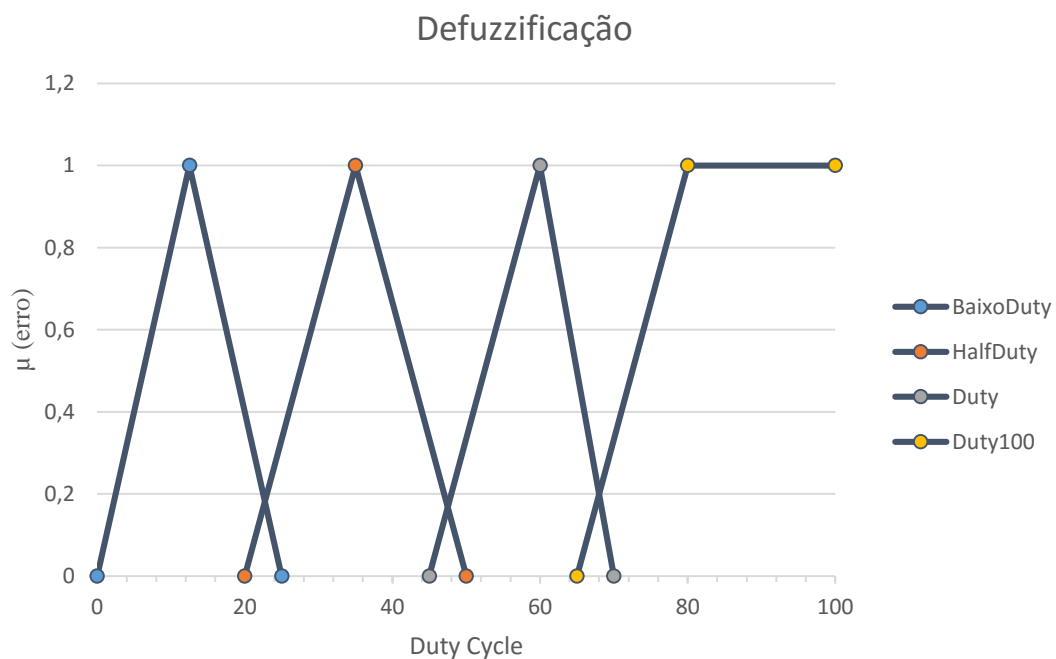 Defuzzificação
1,2
1
0,8
0,6
0,4
0,2
0
μ (erro)
0 20 40 60 80 100
Duty Cycle
BaixoDuty
HalfDuty
Duty
Duty100